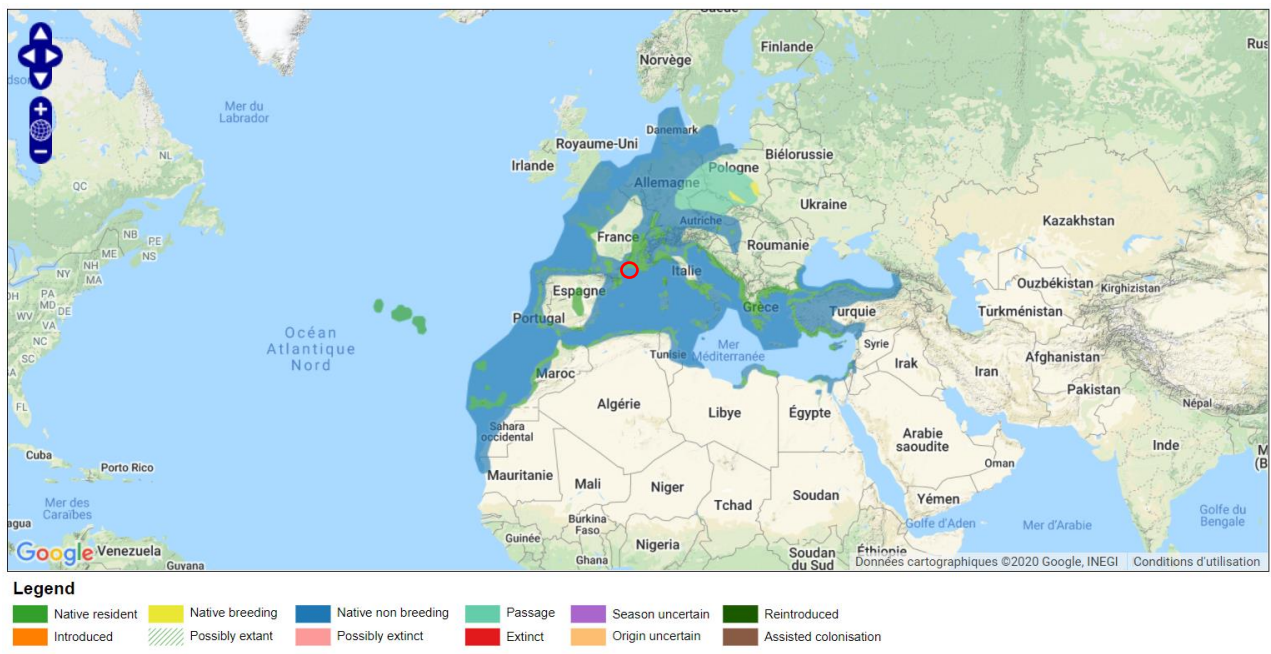 Finlande
Rus
Norvège
Mer du
Labrador
Danemark
Royaume-Uni
Irlande
Biélorussie
NL
Pologne
QC
Allemagne
Ukraine
Kazakhstan
NB
PE
Autriche
France
ME
NS
Roumanie
NH
NY
MA
Italie
Espagne
Ouzbékistan
Kirghizistan
PA
MD
DE
Grèce
Turquie
Turkménistan
WV
VA
Portugal
Océan
Atlantique
Nord
NC
Mer
Méditerranée
Syrie
Tunisie
SC
Irak
Iran
Afghanistan
Maroc
Pakistan
Algérie
Libye
Égypte
Népal
FL
Sahara
occidental
Arabie
saoudite
Inde
Cuba
Porto Rico
Oman
Mauritanie
Mali
Niger
Soudan
Yémen
Tchad
Mer des
Caraïbes
Golfe d'Aden
Mer d'Arabie
Golfe du
Bengale
Burkina
Faso
Guinée
Nigeria
Google
Venezuela
Guyana
Ghana
Soudan
du Sud
Éthiopie
Données cartographiques ©2020 Google, INEGI
Conditions d'utilisation
Legend
Native resident Native breeding Native non breeding Passage Season uncertain Reintroduced
Introduced Possibly extant Possibly extinct Extinct Origin uncertain Assisted colonisation